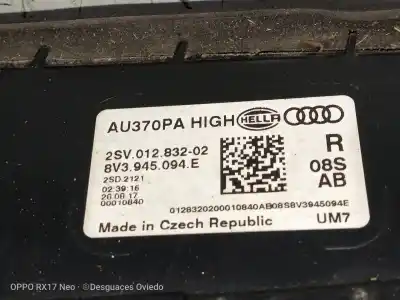 AU370PA HIGH HELLA
2SV.012.832-02 R
8V3.945.094.E
2SD.2121 08S
02:39:16 AB
26.06.17
00010840
0128320200010840AB08S8V3945094E
Made in Czech Republic UM7
OPPO RX17 Neo · ©Desguaces Oviedo